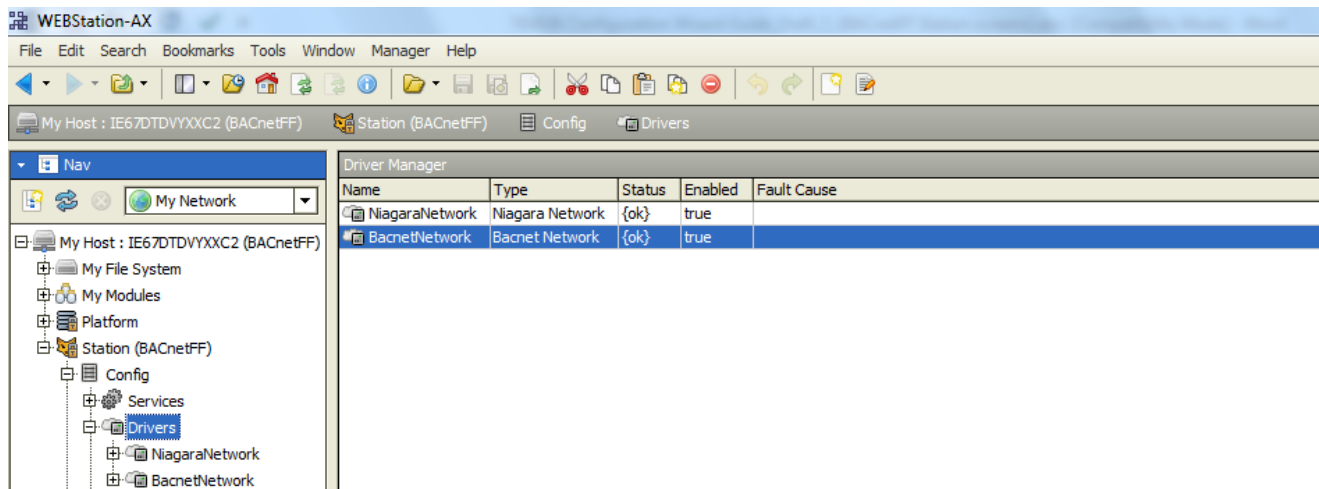 WEBStation-AX
File Edit Search Bookmarks Tools Window Manager Help
My Host : IE67DTDVYXXC2 (BACnetFF) Station (BACnetFF) Config Drivers
Nav
My Network
My Host : IE67DTDVYXXC2 (BACnetFF)
My File System
My Modules
Platform
Station (BACnetFF)
Config
Services
Drivers
NiagaraNetwork
BacnetNetwork
Driver Manager
Name Type Status Enabled Fault Cause
NiagaraNetwork Niagara Network {ok} true
BacnetNetwork Bacnet Network {ok} true